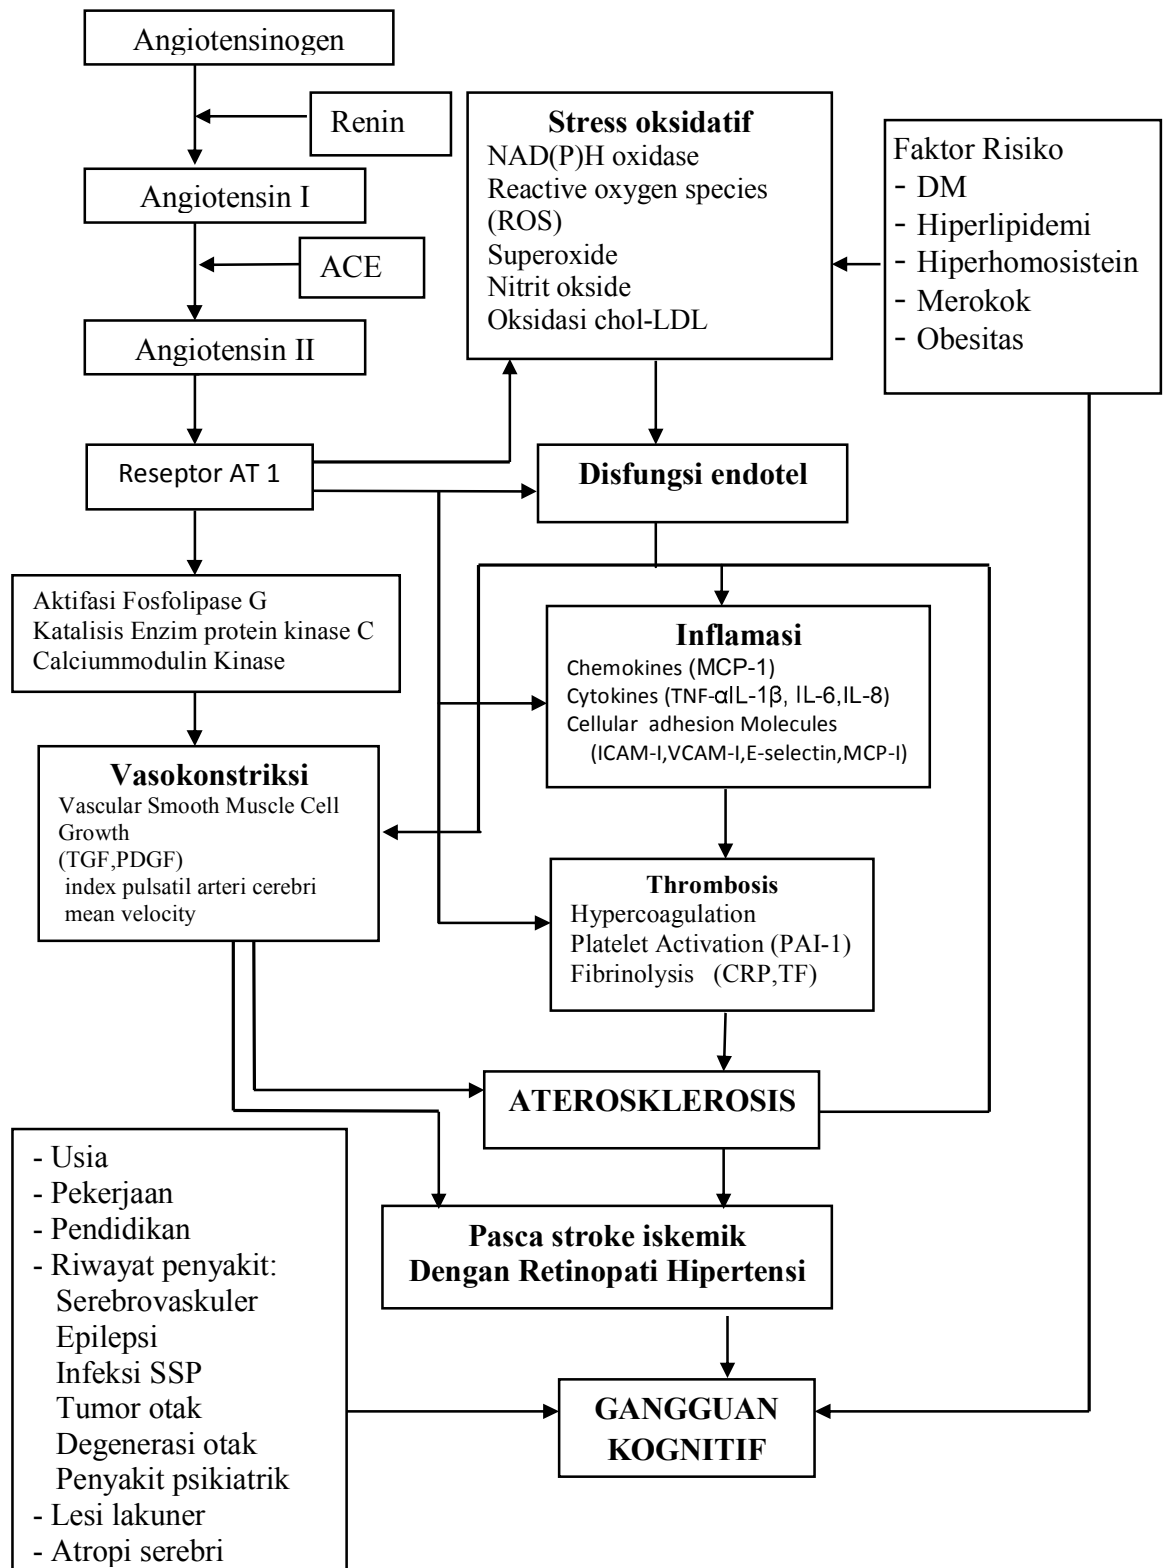 Angiotensinogen
Renin
Angiotensin I
ACE
Angiotensin II
Reseptor AT 1
Aktifasi Fosfolipase G
Katalisis Enzim protein kinase C
Calciummodulin Kinase
Vasokonstriksi
Vascular Smooth Muscle Cell
Growth
(TGF,PDGF)
index pulsatil arteri cerebri
mean velocity
Stress oksidatif
NAD(P)H oxidase
Reactive oxygen species
(ROS)
Superoxide
Nitrit okside
Oksidasi chol-LDL
Faktor Risiko
- DM
- Hiperlipidemi
- Hiperhomosistein
- Merokok
- Obesitas
Disfungsi endotel
Inflamasi
Chemokines (MCP-1)
Cytokines (TNF-αIL-1β, IL-6,IL-8)
Cellular adhesion Molecules
(ICAM-I,VCAM-I,E-selectin,MCP-I)
Thrombosis
Hypercoagulation
Platelet Activation (PAI-1)
Fibrinolysis (CRP,TF)
ATEROSKLEROSIS
Pasca stroke iskemik
Dengan Retinopati Hipertensi
- Usia
- Pekerjaan
- Pendidikan
- Riwayat penyakit:
Serebrovaskuler
Epilepsi
Infeksi SSP
Tumor otak
Degenerasi otak
Penyakit psikiatrik
- Lesi lakuner
- Atropi serebri
GANGGUAN
KOGNITIF